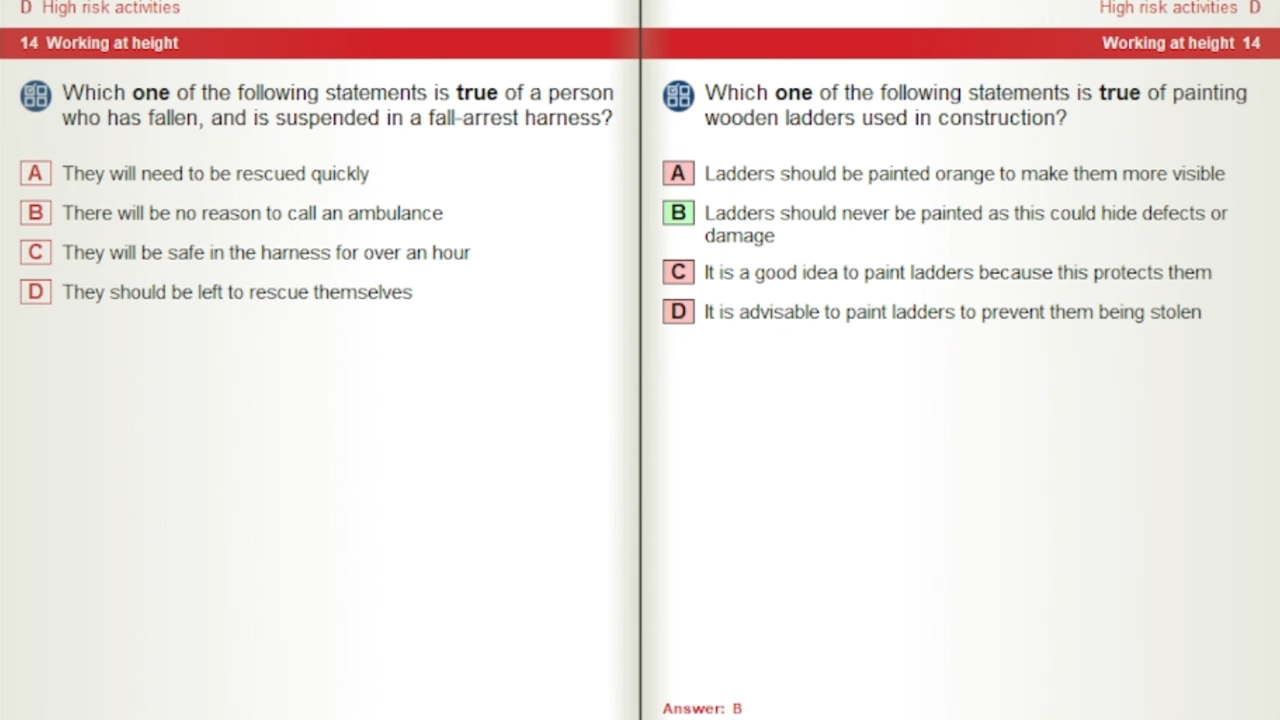 D High risk activities
14 Working at height
Which one of the following statements is true of a person
who has fallen, and is suspended in a fall-arrest harness?
A They will need to be rescued quickly
B There will be no reason to call an ambulance
C They will be safe in the harness for over an hour
D They should be left to rescue themselves
High risk activities D
Working at height 14
Which one of the following statements is true of painting
wooden ladders used in construction?
A Ladders should be painted orange to make them more visible
B Ladders should never be painted as this could hide defects or
damage
C It is a good idea to paint ladders because this protects them
D It is advisable to paint ladders to prevent them being stolen
Answer: B